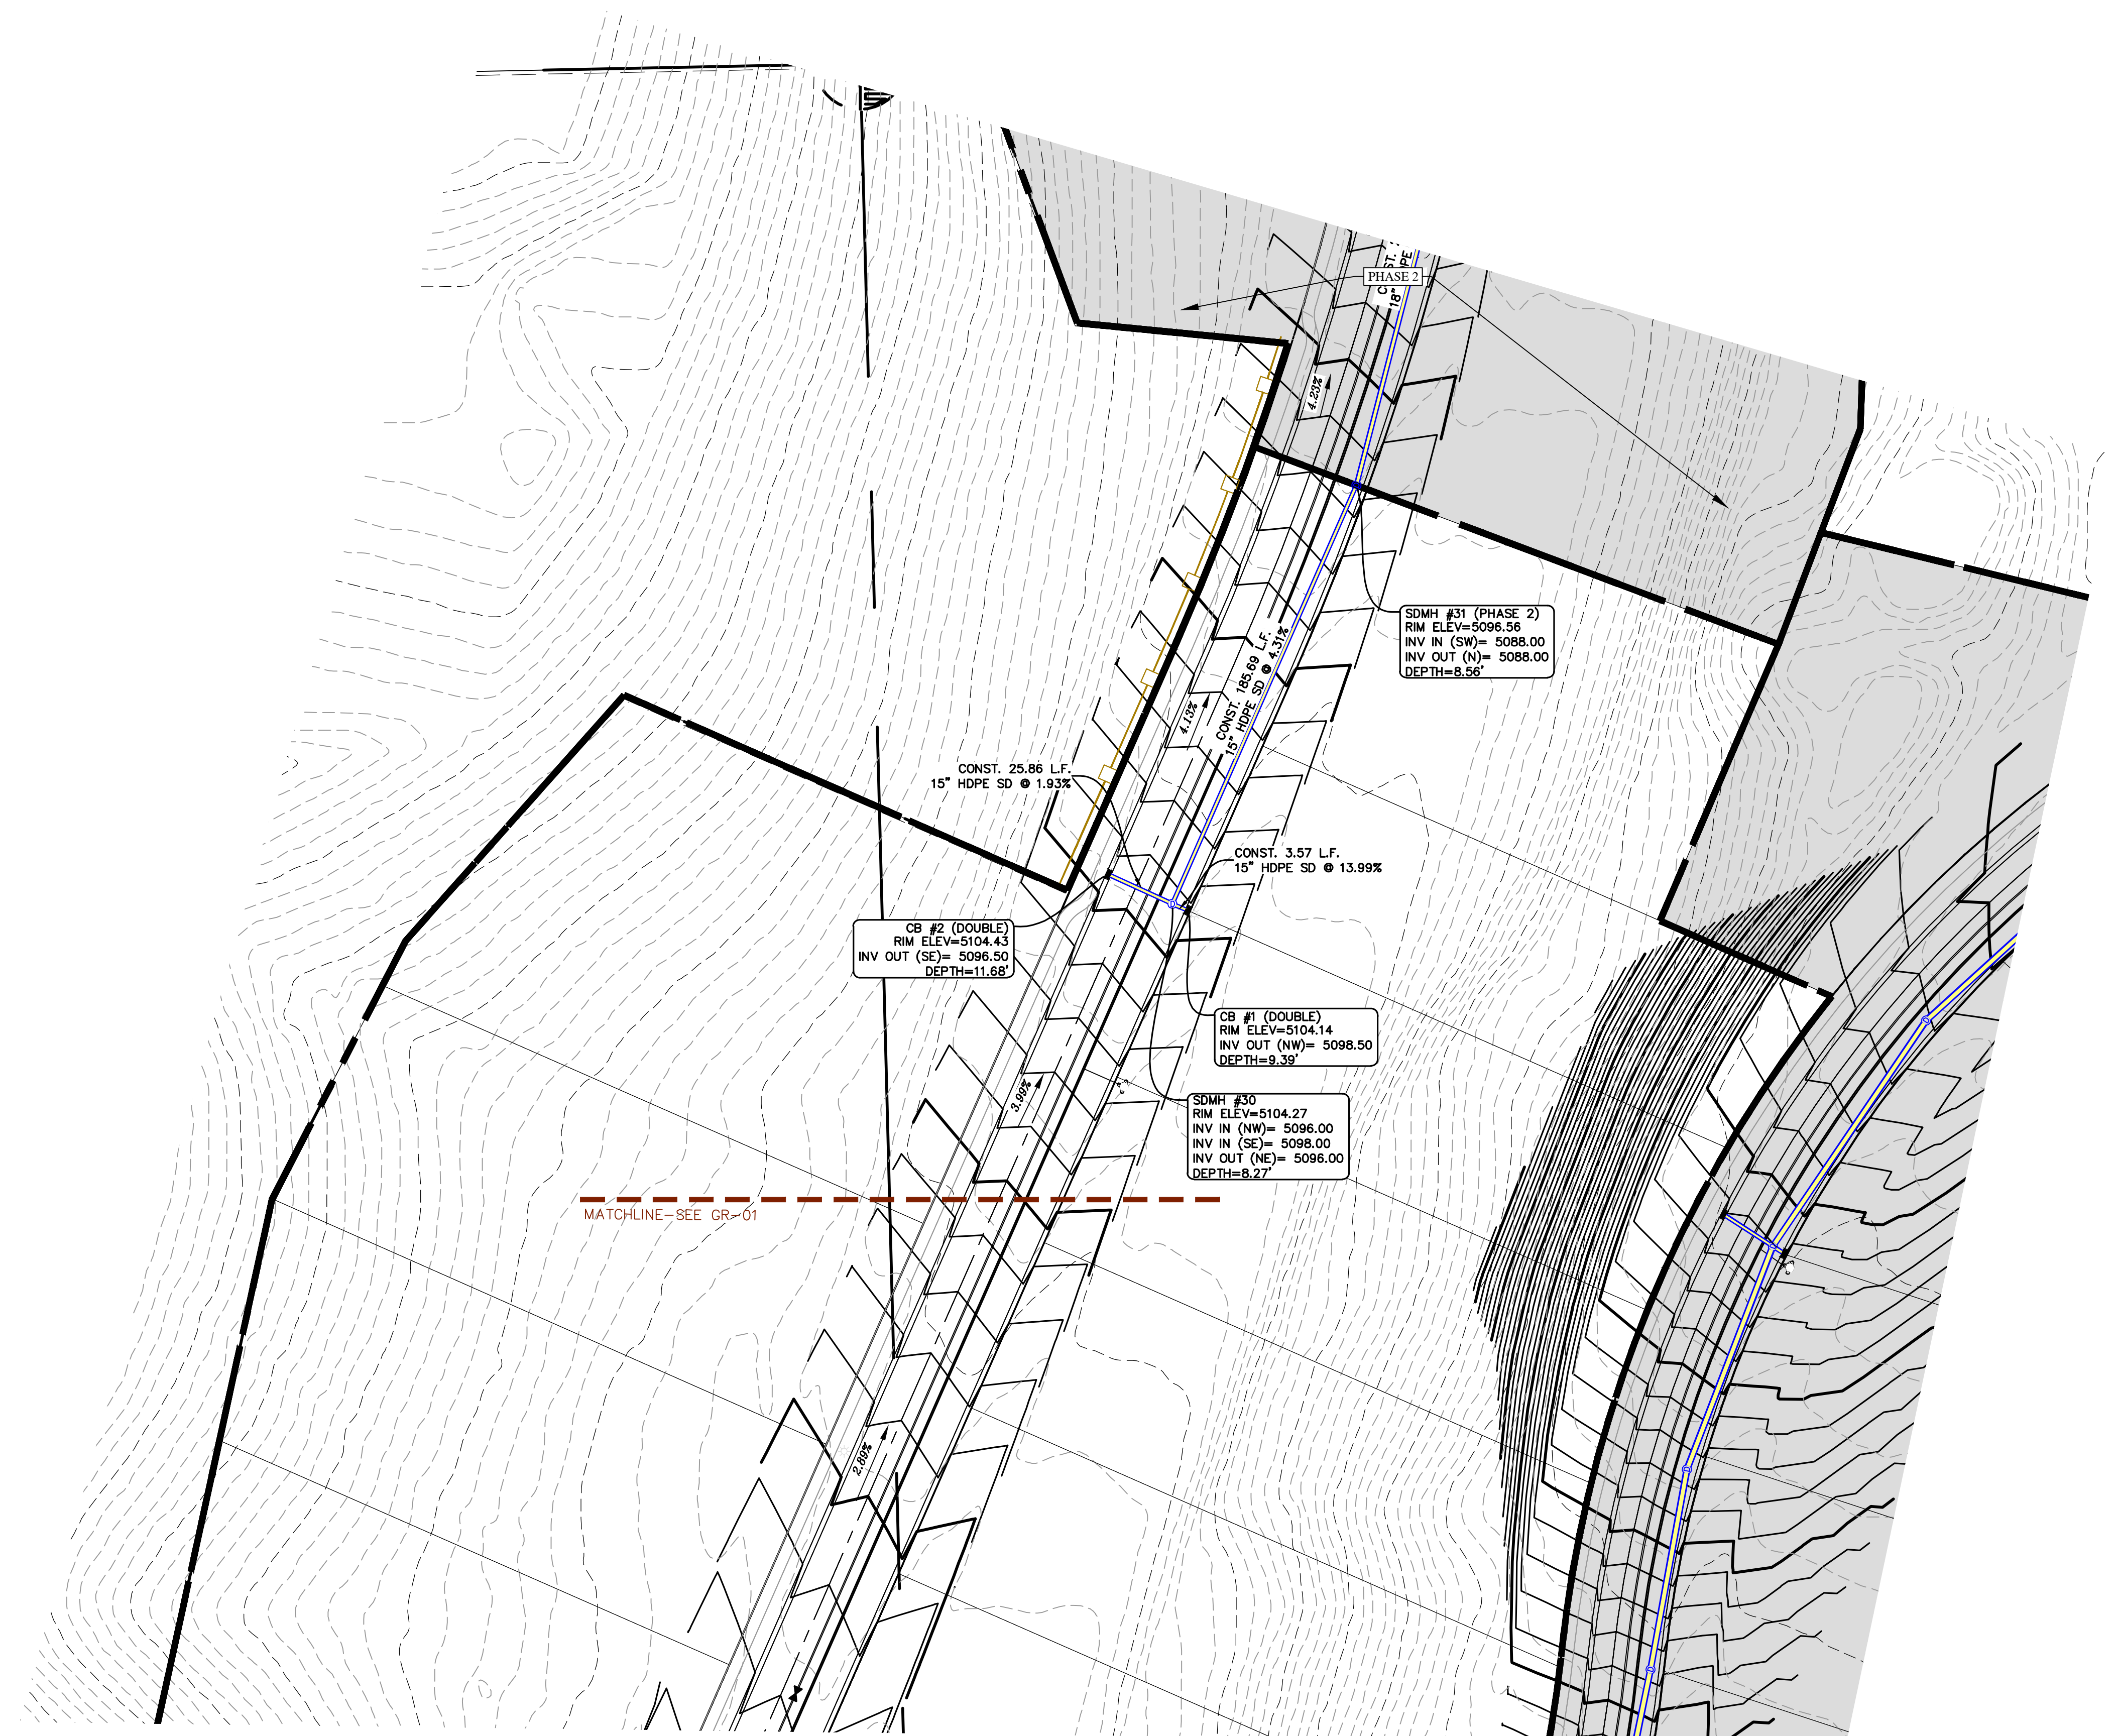 CONST.
18" HDPE
PHASE 2
4.23%
SDMH #31 (PHASE 2)
RIM ELEV=5096.56
INV IN (SW)= 5088.00
INV OUT (N)= 5088.00
DEPTH=8.56'
CONST. 185.69 L.F.
15" HDPE SD @ 4.31%
4.13%
CONST. 25.86 L.F.
15" HDPE SD @ 1.93%
CONST. 3.57 L.F.
15" HDPE SD @ 13.99%
CB #2 (DOUBLE)
RIM ELEV=5104.43
INV OUT (SE)= 5096.50
DEPTH=11.68'
CB #1 (DOUBLE)
RIM ELEV=5104.14
INV OUT (NW)= 5098.50
DEPTH=9.39'
3.99%
SDMH #30
RIM ELEV=5104.27
INV IN (NW)= 5096.00
INV IN (SE)= 5098.00
INV OUT (NE)= 5096.00
DEPTH=8.27'
MATCHLINE-SEE GR-01
2.89%